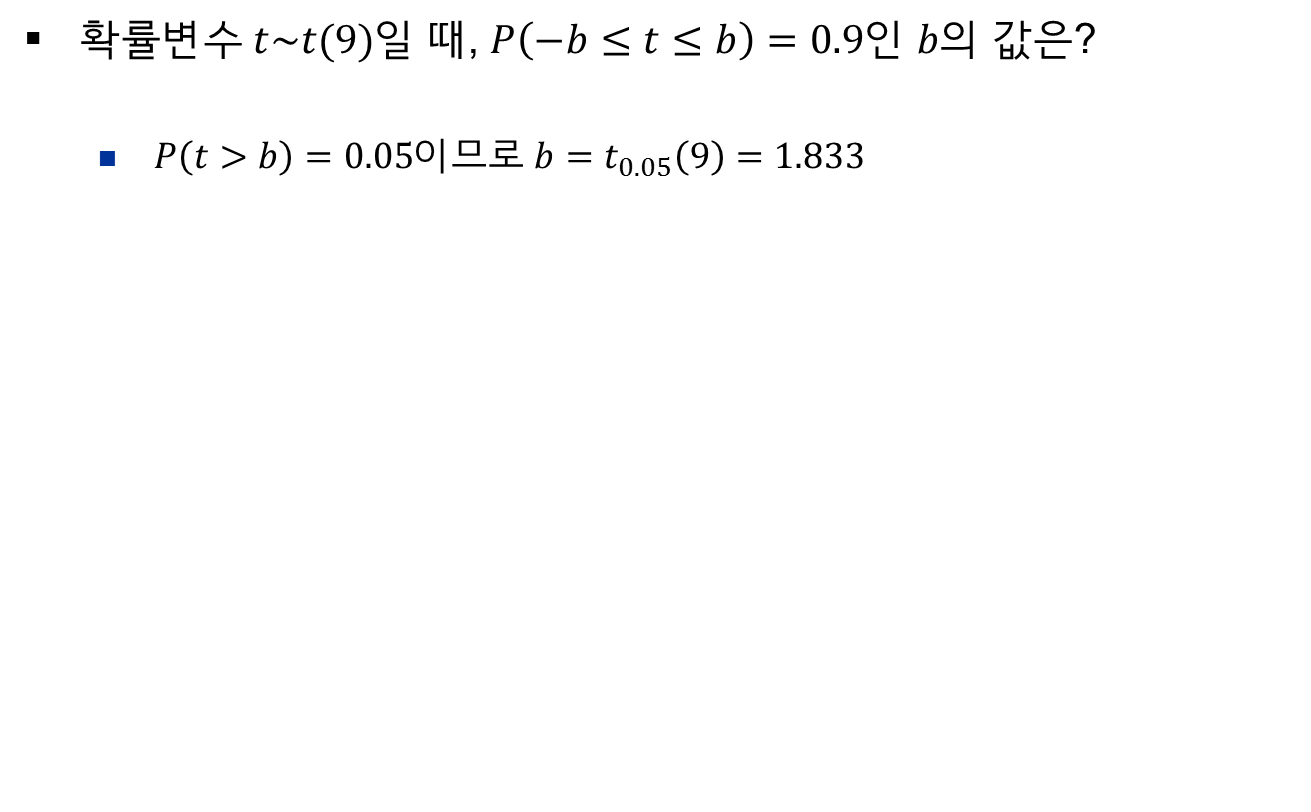 ▪ 확률변수 t~t(9)일 때, P(−b ≤ t ≤ b) = 0.9인 b의 값은?
▪ P(t > b) = 0.05이므로 b = t₀.₀₅(9) = 1.833